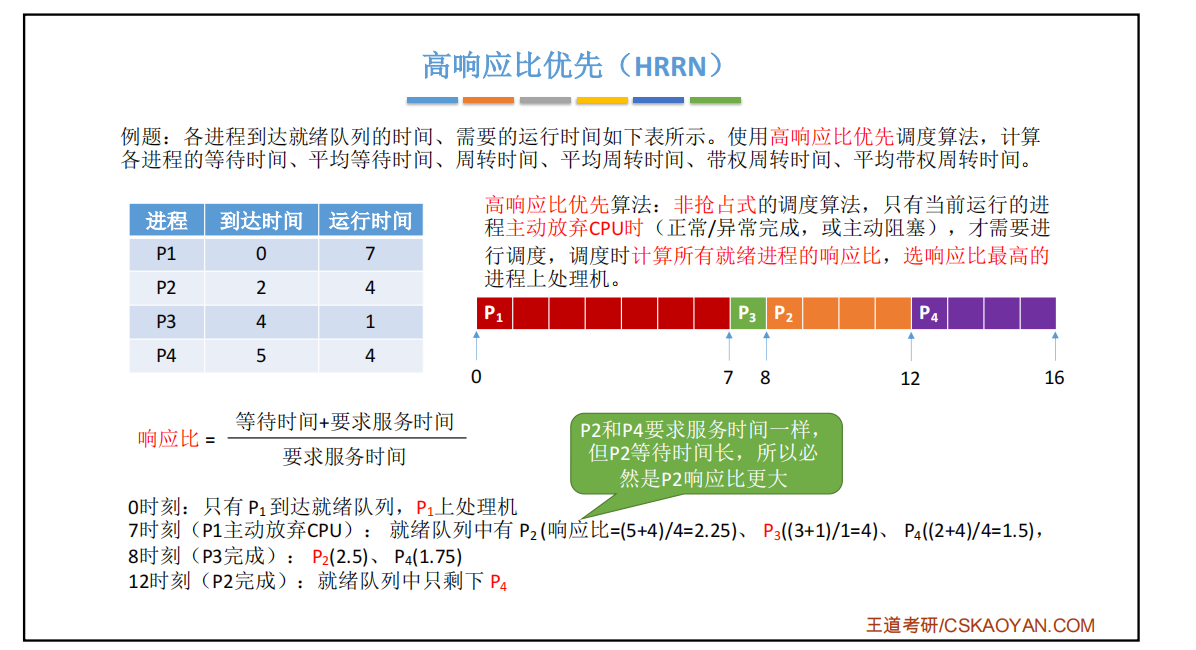 高响应比优先（HRRN）
例题：各进程到达就绪队列的时间、需要的运行时间如下表所示。使用高响应比优先调度算法，计算
各进程的等待时间、平均等待时间、周转时间、平均周转时间、带权周转时间、平均带权周转时间。
进程 到达时间 运行时间
P1 0 7
P2 2 4
P3 4 1
P4 5 4
高响应比优先算法：非抢占式的调度算法，只有当前运行的进
程主动放弃CPU时（正常/异常完成，或主动阻塞），才需要进
行调度，调度时计算所有就绪进程的响应比，选响应比最高的
进程上处理机。
P₁ P₃ P₂ P₄
0 7 8 12 16
响应比 =
等待时间+要求服务时间
要求服务时间
P2和P4要求服务时间一样，
但P2等待时间长，所以必
然是P2响应比更大
0时刻：只有 P₁ 到达就绪队列，P₁上处理机
7时刻（P1主动放弃CPU）： 就绪队列中有 P₂ (响应比=(5+4)/4=2.25)、 P₃((3+1)/1=4)、 P₄((2+4)/4=1.5)，
8时刻（P3完成）： P₂(2.5)、 P₄(1.75)
12时刻（P2完成）：就绪队列中只剩下 P₄
王道考研/CSKAOYAN.COM